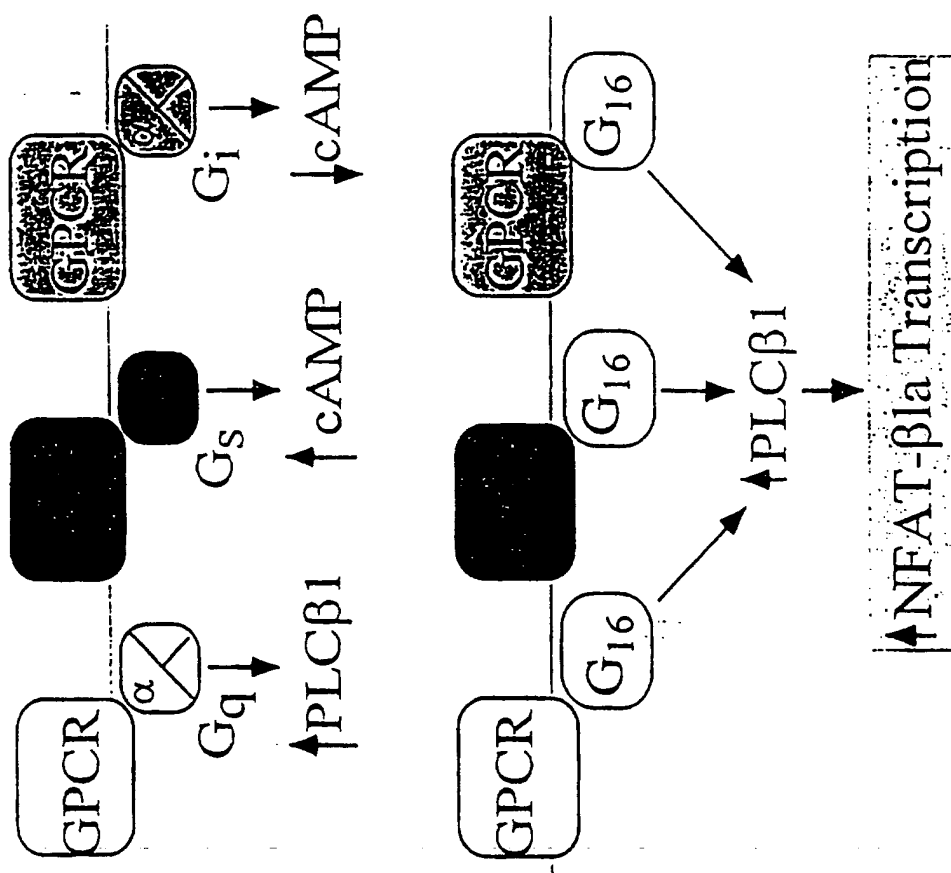 GPCR GPCR
α α
Gq Gs Gi
↑PLCβ1 ↑cAMP ↓cAMP
GPCR GPCR
G16 G16 G16
↑PLCβ1
↑NFAT-βla Transcription